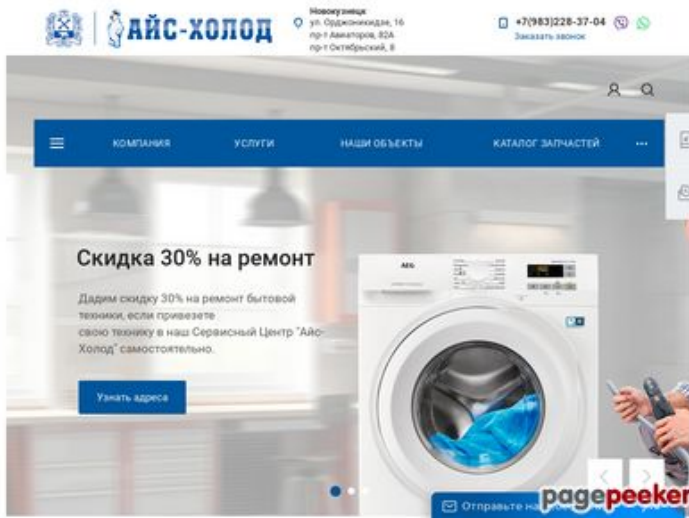 АЙС-ХОЛОД
Новокузнецк
ул. Орджоникидзе, 16
пр-т Авиаторов, 82А
пр-т Октябрьский, 8
+7(983)228-37-04
Заказать звонок
КОМПАНИЯ
УСЛУГИ
НАШИ ОБЪЕКТЫ
КАТАЛОГ ЗАПЧАСТЕЙ
Скидка 30% на ремонт
Дадим скидку 30% на ремонт бытовой
техники, если привезете
свою технику в наш Сервисный Центр "Айс-
Холод" самостоятельно.
Узнать адреса
AEG
Отправьте
pagepeeker